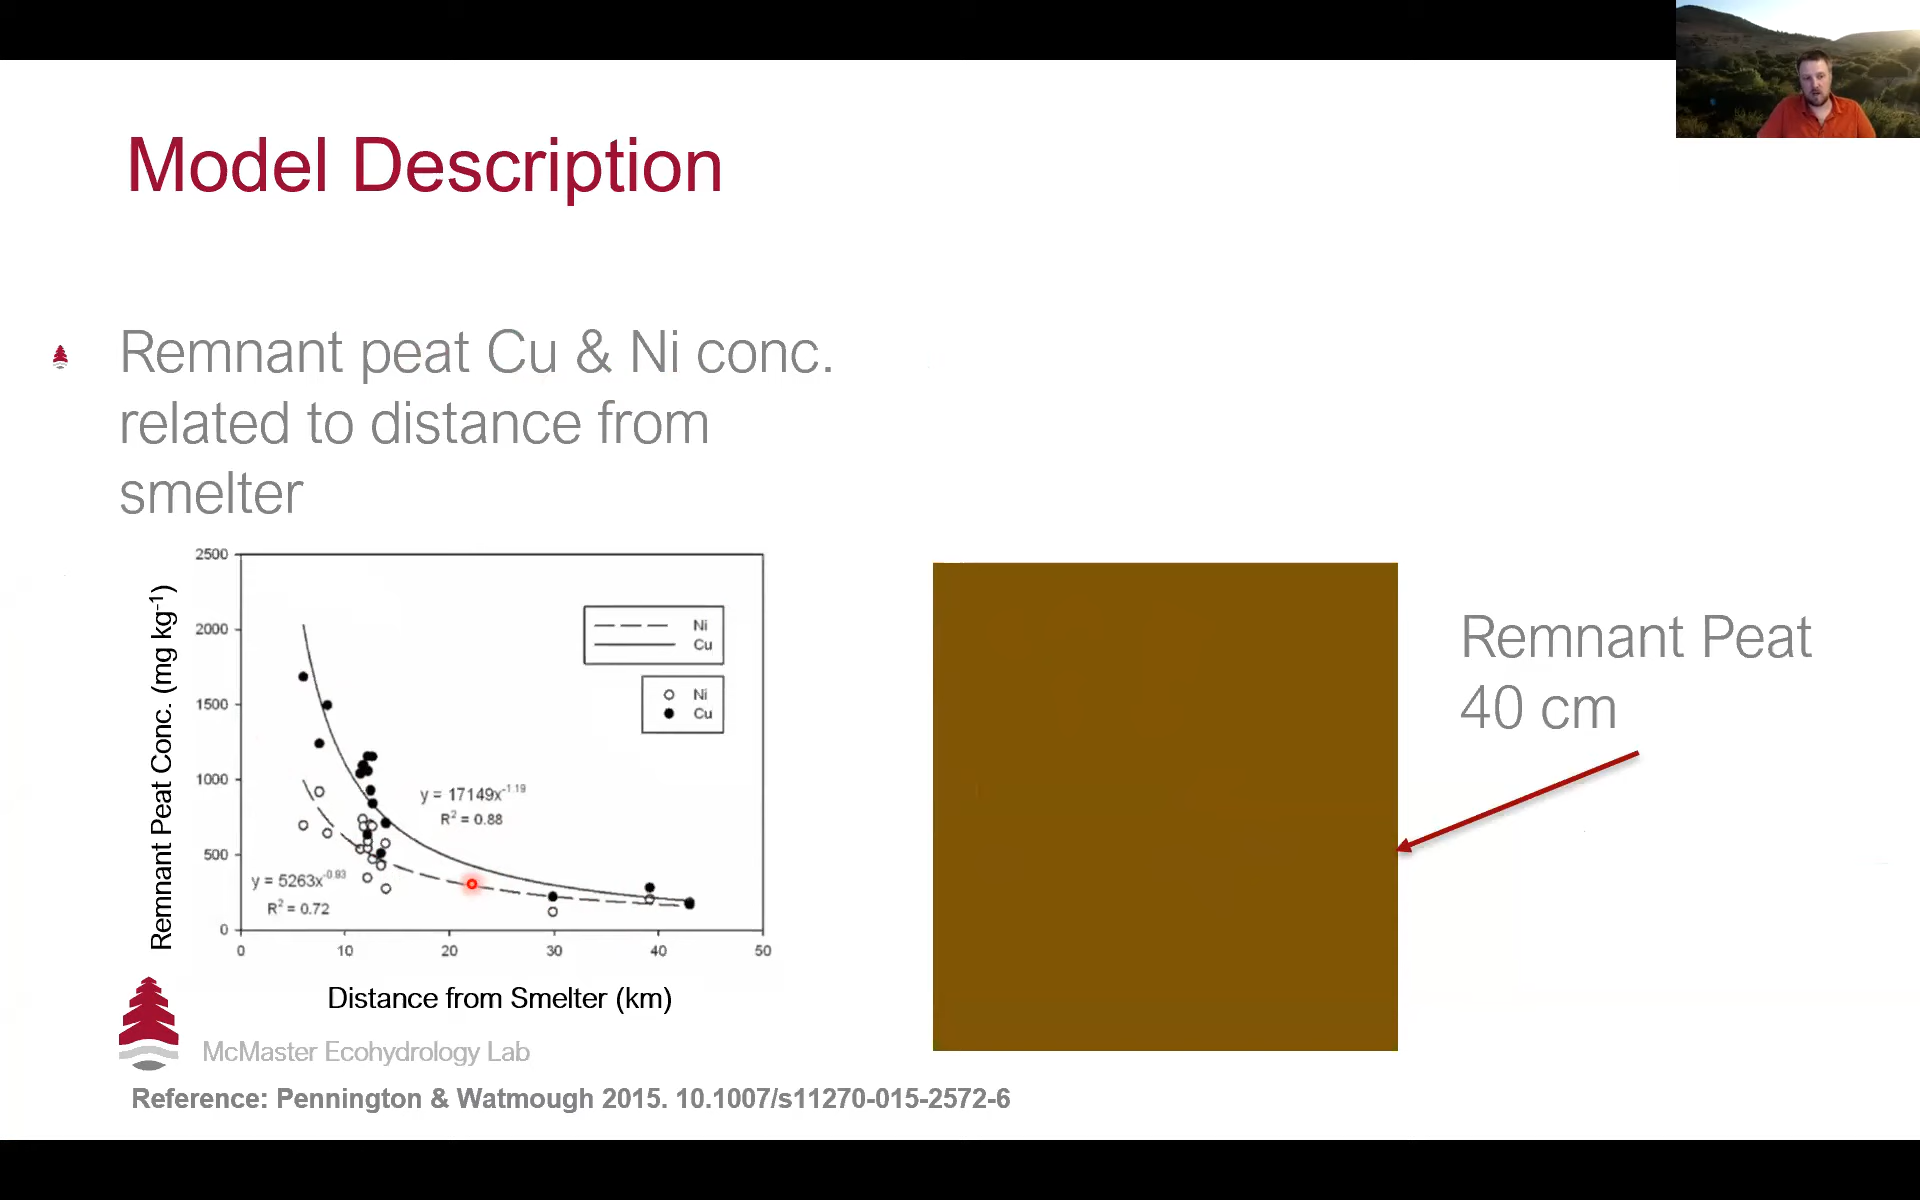 Model Description
Remnant peat Cu & Ni conc.
related to distance from
smelter
Remnant Peat Conc. (mg kg⁻¹)
2500
2000
1500
1000
500
0
Ni
Cu
Ni
Cu
y = 17149x^-1.19
R² = 0.88
y = 5263x^-0.83
R² = 0.72
0 10 20 30 40 50
Distance from Smelter (km)
Remnant Peat
40 cm
McMaster Ecohydrology Lab
Reference: Pennington & Watmough 2015. 10.1007/s11270-015-2572-6